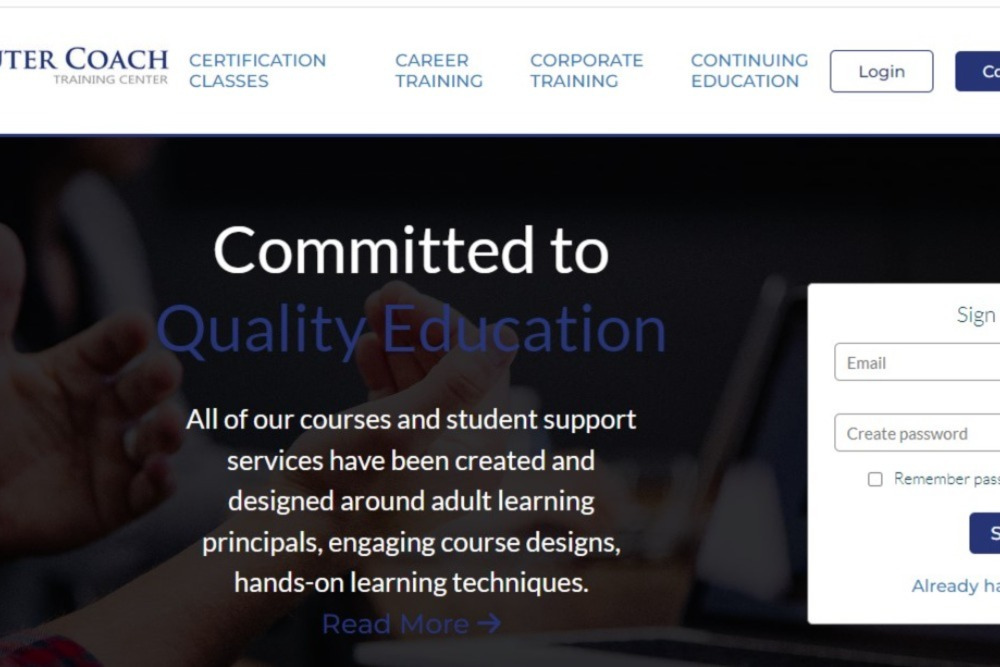 UTER COACH
TRAINING CENTER
CERTIFICATION
CLASSES
CAREER
TRAINING
CORPORATE
TRAINING
CONTINUING
EDUCATION
Login
Co
Committed to
Quality Education
All of our courses and student support
services have been created and
designed around adult learning
principals, engaging course designs,
hands-on learning techniques.
Read More →
Sign
Email
Create password
Remember pas
S
Already ha